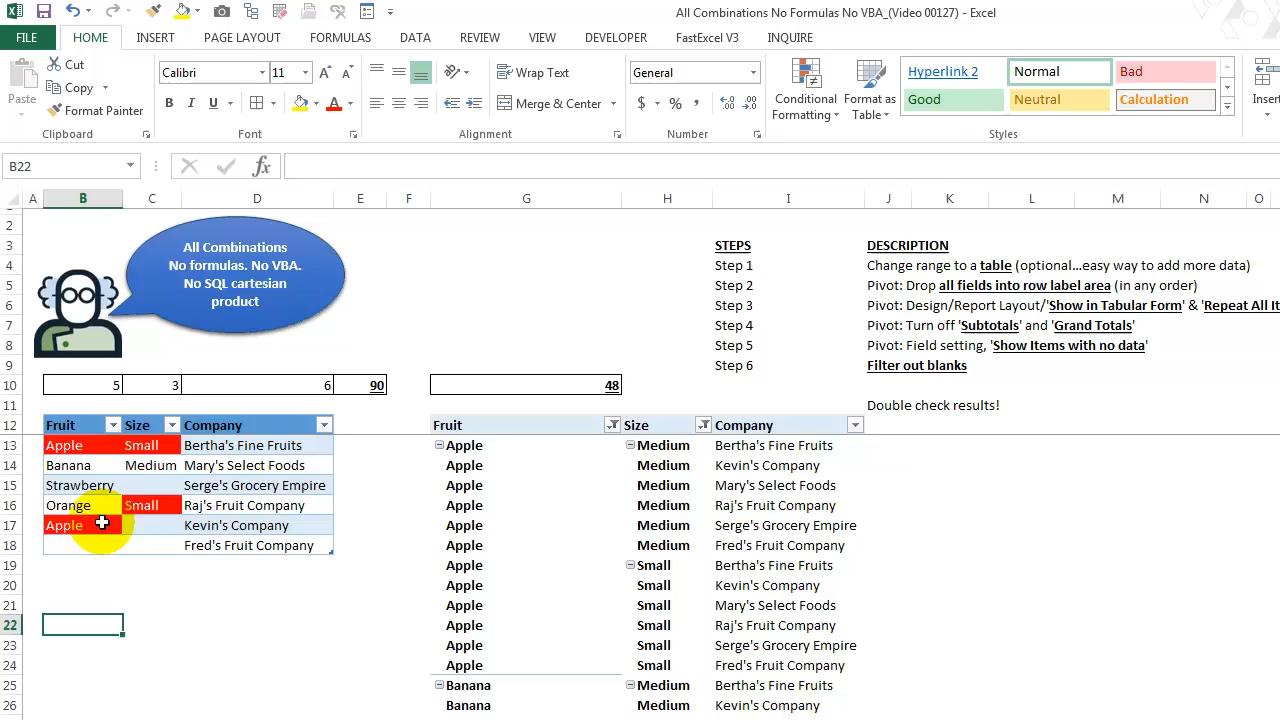 All Combinations No Formulas No VBA_(Video 00127) - Excel
FILE HOME INSERT PAGE LAYOUT FORMULAS DATA REVIEW VIEW DEVELOPER FastExcel V3 INQUIRE
Paste
Cut
Copy
Format Painter
Calibri 11
B I U
Wrap Text
Merge & Center
General
$ % ,
Conditional Formatting
Format as Table
Hyperlink 2 Normal Bad
Good Neutral Calculation
Insert
Clipboard Font Alignment Number Styles
B22
fx
A B C D E F G H I J K L M N O
2
3 STEPS DESCRIPTION
4 Step 1 Change range to a table (optional...easy way to add more data)
5 Step 2 Pivot: Drop all fields into row label area (in any order)
6 Step 3 Pivot: Design/Report Layout/'Show in Tabular Form' & 'Repeat All It
7 Step 4 Pivot: Turn off 'Subtotals' and 'Grand Totals'
8 Step 5 Pivot: Field setting, 'Show Items with no data'
9 Step 6 Filter out blanks
All Combinations
No formulas. No VBA.
No SQL cartesian
product
10 5 3 6 90 48
11 Double check results!
12 Fruit Size Company Fruit Size Company
13 Apple Small Bertha's Fine Fruits Apple Medium Bertha's Fine Fruits
14 Banana Medium Mary's Select Foods Apple Medium Kevin's Company
15 Strawberry Serge's Grocery Empire Apple Medium Mary's Select Foods
16 Orange Small Raj's Fruit Company Apple Medium Raj's Fruit Company
17 Apple Kevin's Company Apple Medium Serge's Grocery Empire
18 Fred's Fruit Company Apple Medium Fred's Fruit Company
19 Apple Small Bertha's Fine Fruits
20 Apple Small Kevin's Company
21 Apple Small Mary's Select Foods
22 Apple Small Raj's Fruit Company
23 Apple Small Serge's Grocery Empire
24 Apple Small Fred's Fruit Company
25 Banana Medium Bertha's Fine Fruits
26 Banana Medium Kevin's Company